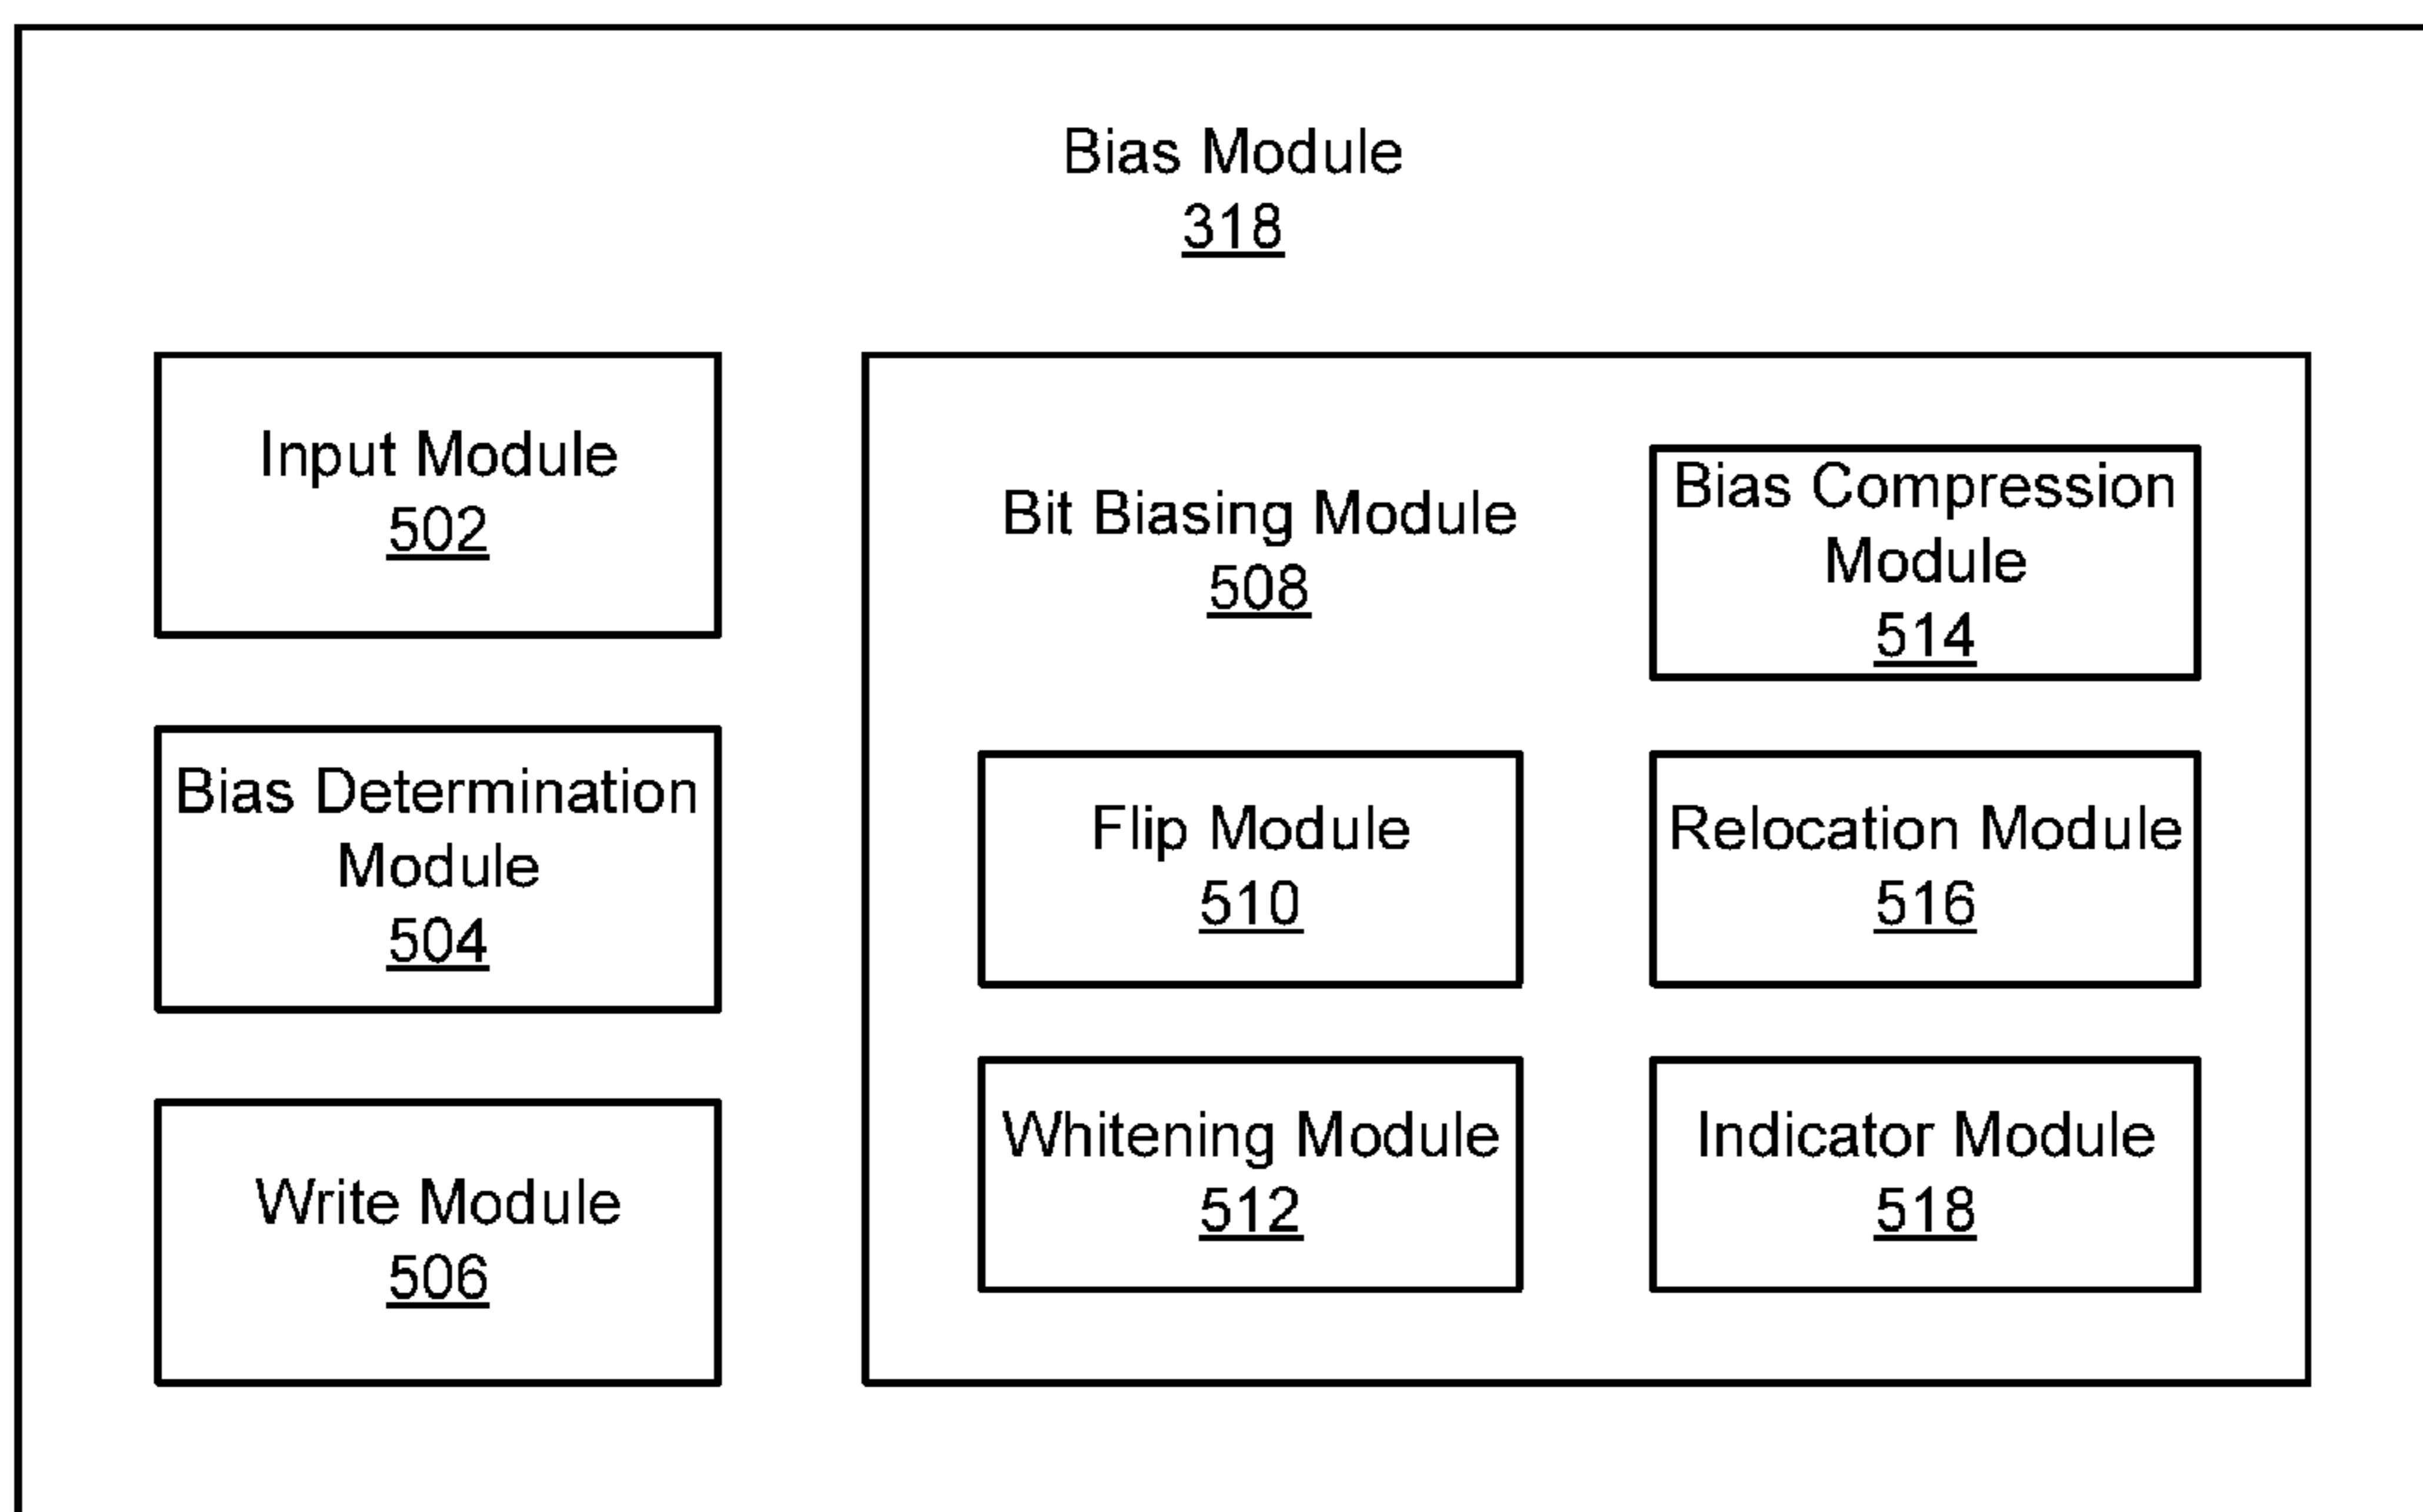 Bias Module
318
Input Module
502
Bias Determination
Module
504
Write Module
506
Bit Biasing Module
508
Bias Compression
Module
514
Flip Module
510
Relocation Module
516
Whitening Module
512
Indicator Module
518